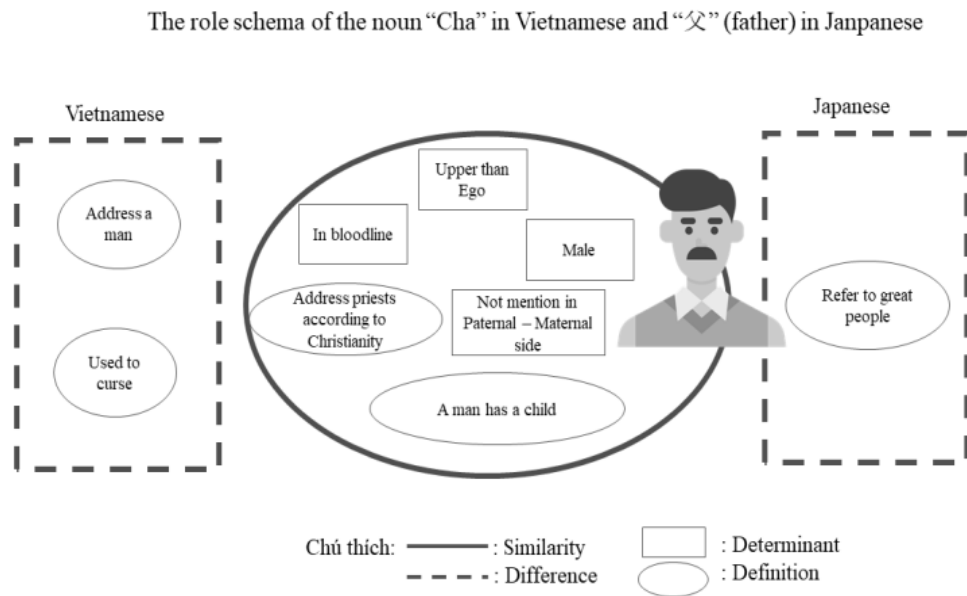 The role schema of the noun “Cha” in Vietnamese and “父” (father) in Janpanese
Vietnamese
Japanese
Upper than
Ego
Address a
man
In bloodline
Male
Address priests
according to
Christianity
Not mention in
Paternal – Maternal
side
Refer to great
people
Used to
curse
A man has a child
Chú thích:
: Similarity
: Determinant
: Difference
: Definition